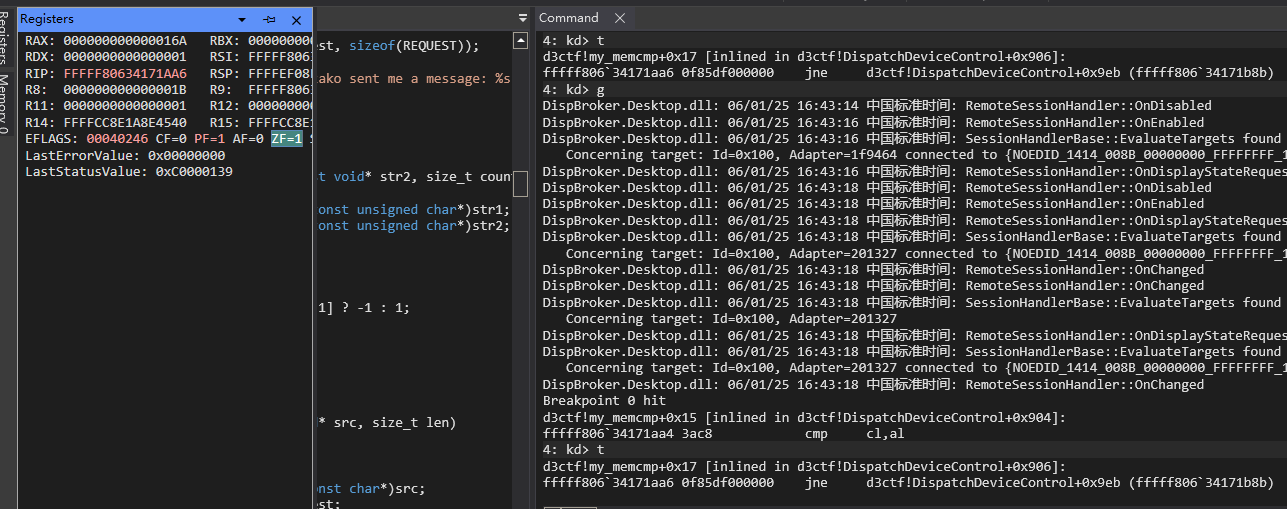 Registers
Memory 0
Registers
RAX: 000000000000016A RBX: 000000000
RDX: 0000000000000001 RSI: FFFFF806
RIP: FFFFF80634171AA6 RSP: FFFFEF08
R8: 000000000000001B R9: FFFFF806
R11: 0000000000000001 R12: 000000000
R14: FFFFCC8E1A8E4540 R15: FFFFCC8E1
EFLAGS: 00040246 CF=0 PF=1 AF=0 ZF=1
LastErrorValue: 0x00000000
LastStatusValue: 0xC0000139
est, sizeof(REQUEST));
ako sent me a message: %s
t void* str2, size_t coun
onst unsigned char*)str1;
onst unsigned char*)str2;
1] ? -1 : 1;
* src, size_t len)
onst char*)src;
est;
Command
4: kd> t
d3ctf!my_memcmp+0x17 [inlined in d3ctf!DispatchDeviceControl+0x906]:
fffff806`34171aa6 0f85df000000 jne d3ctf!DispatchDeviceControl+0x9eb (fffff806`34171b8b)
4: kd> g
DispBroker.Desktop.dll: 06/01/25 16:43:14 中国标准时间: RemoteSessionHandler::OnDisabled
DispBroker.Desktop.dll: 06/01/25 16:43:16 中国标准时间: RemoteSessionHandler::OnEnabled
DispBroker.Desktop.dll: 06/01/25 16:43:16 中国标准时间: SessionHandlerBase::EvaluateTargets found
Concerning target: Id=0x100, Adapter=1f9464 connected to {NOEDID_1414_008B_00000000_FFFFFFFF_1
DispBroker.Desktop.dll: 06/01/25 16:43:16 中国标准时间: RemoteSessionHandler::OnDisplayStateReques
DispBroker.Desktop.dll: 06/01/25 16:43:18 中国标准时间: RemoteSessionHandler::OnDisabled
DispBroker.Desktop.dll: 06/01/25 16:43:18 中国标准时间: RemoteSessionHandler::OnEnabled
DispBroker.Desktop.dll: 06/01/25 16:43:18 中国标准时间: RemoteSessionHandler::OnDisplayStateReques
DispBroker.Desktop.dll: 06/01/25 16:43:18 中国标准时间: SessionHandlerBase::EvaluateTargets found
Concerning target: Id=0x100, Adapter=201327 connected to {NOEDID_1414_008B_00000000_FFFFFFFF_1
DispBroker.Desktop.dll: 06/01/25 16:43:18 中国标准时间: RemoteSessionHandler::OnChanged
DispBroker.Desktop.dll: 06/01/25 16:43:18 中国标准时间: RemoteSessionHandler::OnChanged
DispBroker.Desktop.dll: 06/01/25 16:43:18 中国标准时间: SessionHandlerBase::EvaluateTargets found
Concerning target: Id=0x100, Adapter=201327
DispBroker.Desktop.dll: 06/01/25 16:43:18 中国标准时间: RemoteSessionHandler::OnDisplayStateReques
DispBroker.Desktop.dll: 06/01/25 16:43:18 中国标准时间: SessionHandlerBase::EvaluateTargets found
Concerning target: Id=0x100, Adapter=201327 connected to {NOEDID_1414_008B_00000000_FFFFFFFF_1
DispBroker.Desktop.dll: 06/01/25 16:43:18 中国标准时间: RemoteSessionHandler::OnChanged
Breakpoint 0 hit
d3ctf!my_memcmp+0x15 [inlined in d3ctf!DispatchDeviceControl+0x904]:
fffff806`34171aa4 3ac8 cmp cl,al
4: kd> t
d3ctf!my_memcmp+0x17 [inlined in d3ctf!DispatchDeviceControl+0x906]:
fffff806`34171aa6 0f85df000000 jne d3ctf!DispatchDeviceControl+0x9eb (fffff806`34171b8b)